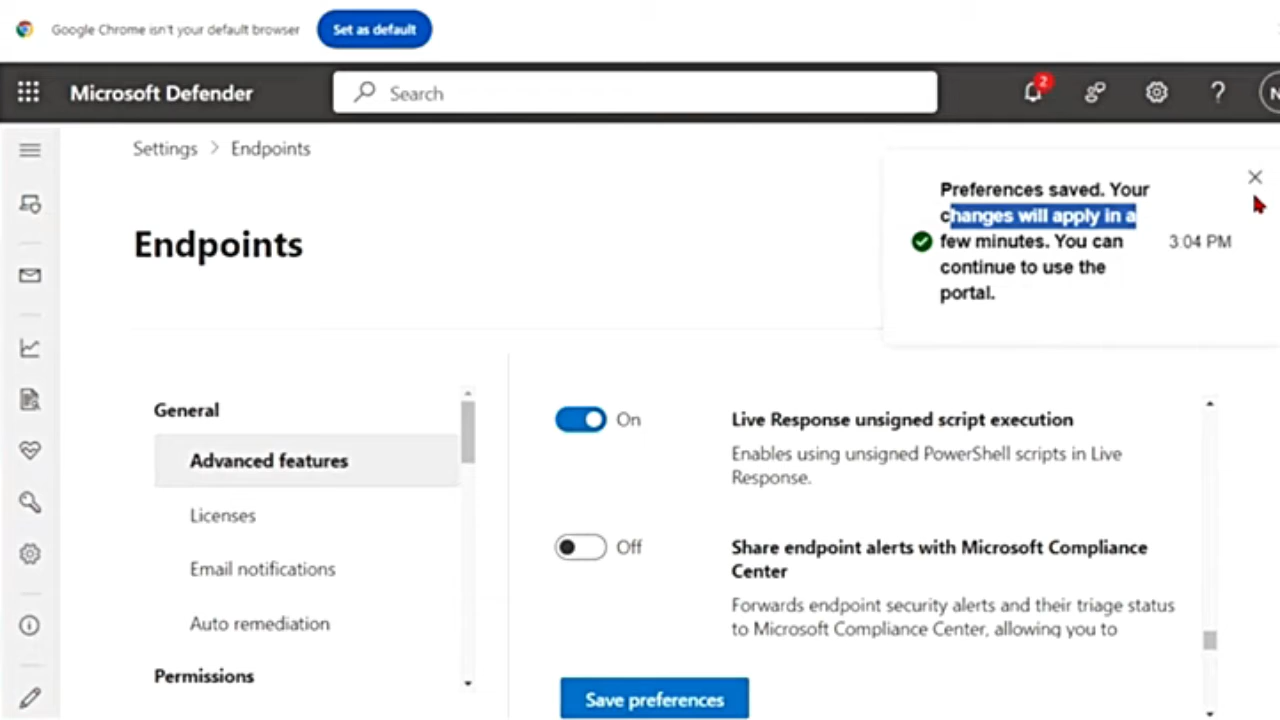 Google Chrome isn't your default browser
Set as default
Microsoft Defender
Search
2
N
Settings > Endpoints
Endpoints
Preferences saved. Your
changes will apply in a
few minutes. You can
continue to use the
portal.
3:04 PM
General
Advanced features
Licenses
Email notifications
Auto remediation
Permissions
On
Live Response unsigned script execution
Enables using unsigned PowerShell scripts in Live
Response.
Off
Share endpoint alerts with Microsoft Compliance
Center
Forwards endpoint security alerts and their triage status
to Microsoft Compliance Center, allowing you to
Save preferences